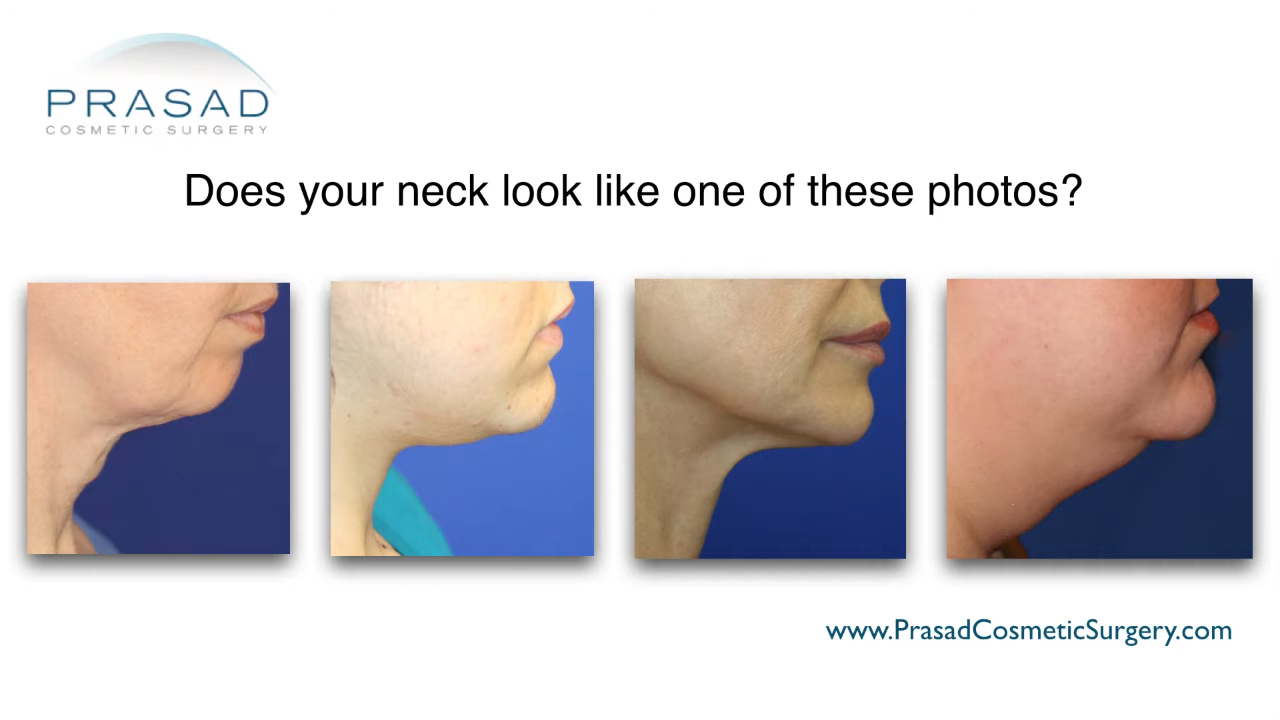 PRASAD
COSMETIC SURGERY
Does your neck look like one of these photos?
www.PrasadCosmeticSurgery.com